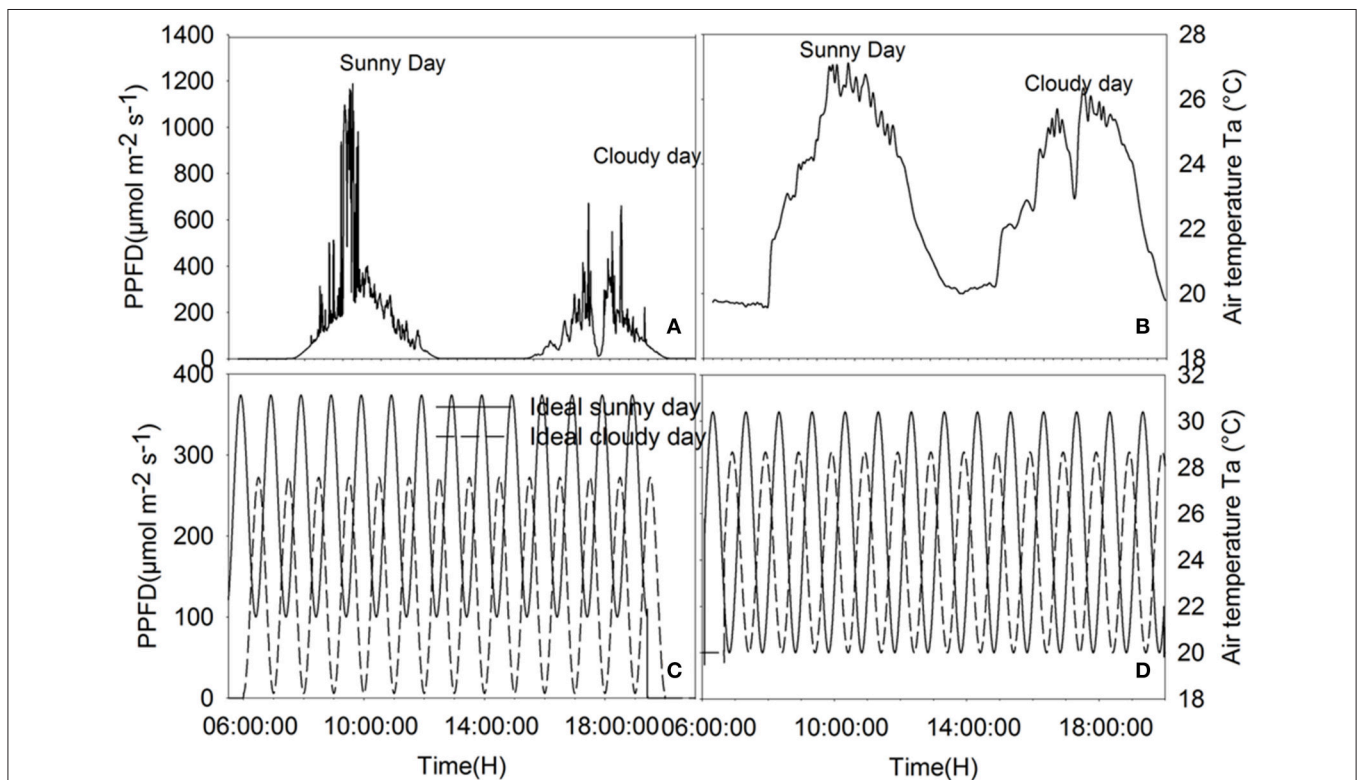 1400
1200
1000
800
600
400
200
0
PPFD(µmol m-2 s-1)
Sunny Day
Cloudy day
A
Sunny Day
Cloudy day
B
28
26
24
22
20
18
Air temperature Ta (°C)
400
300
200
100
0
PPFD(µmol m-2 s-1)
Ideal sunny day
Ideal cloudy day
C
D
32
30
28
26
24
22
20
18
Air temperature Ta (°C)
06:00:00 10:00:00 14:00:00 18:00:00
06:00:00 10:00:00 14:00:00 18:00:00
Time(H)
Time(H)